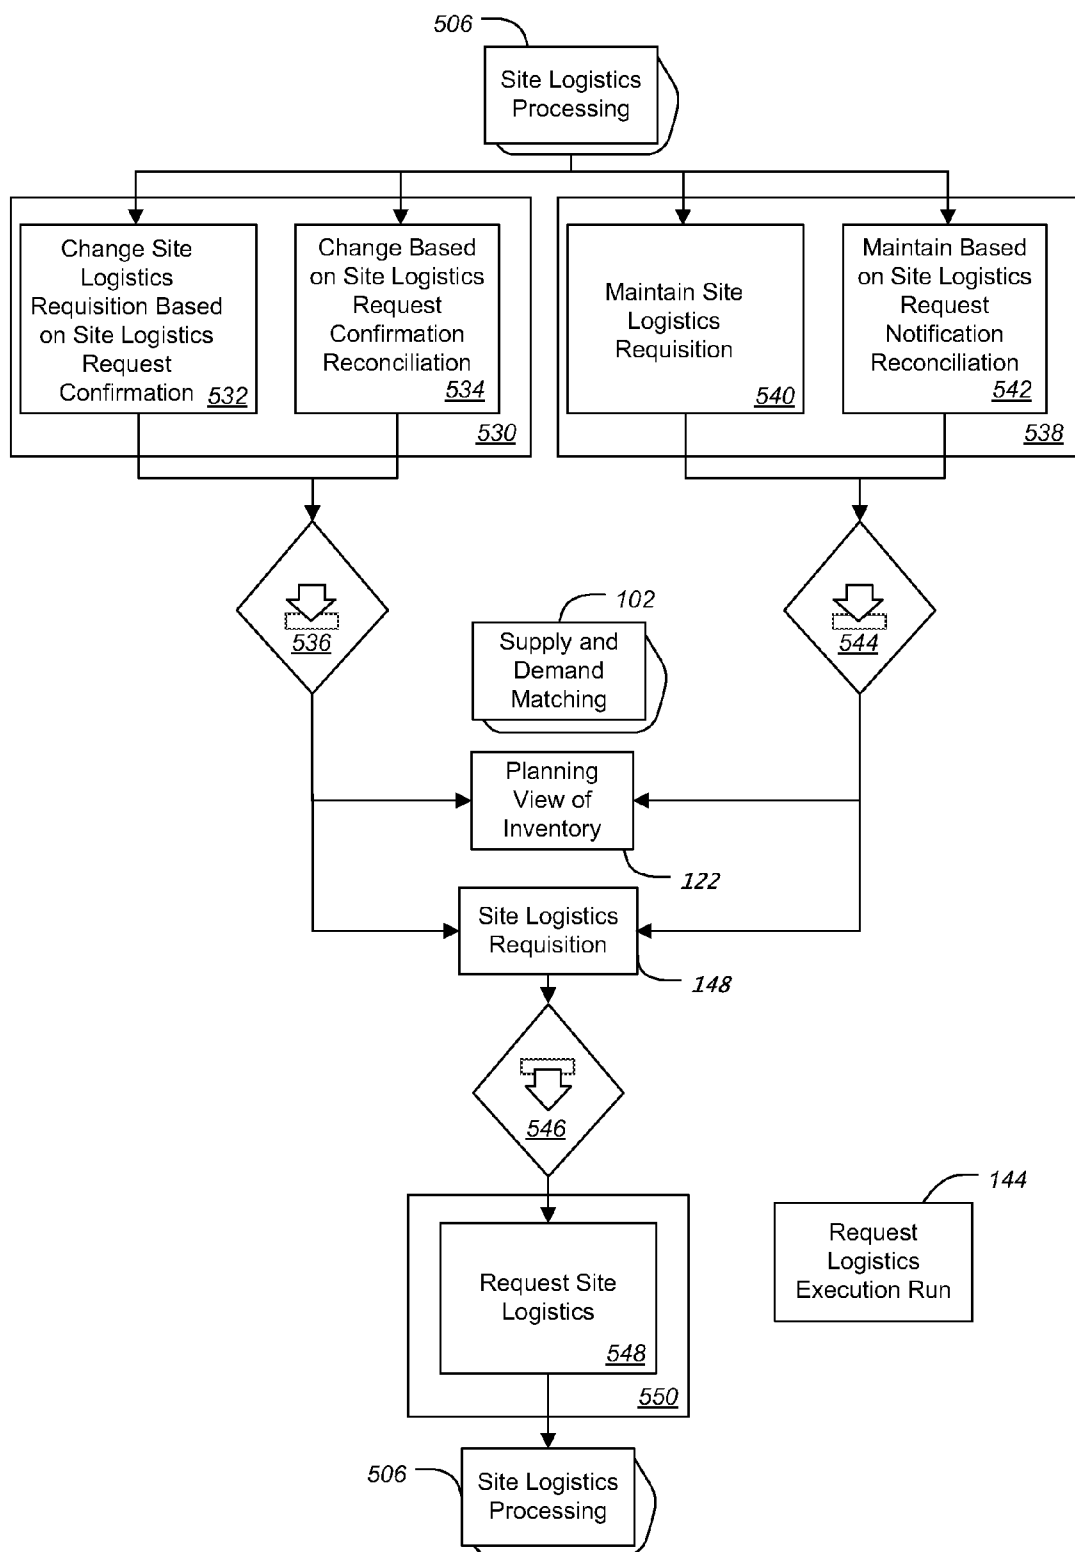 506
Site Logistics
Processing
Change Site
Logistics
Requisition Based
on Site Logistics
Request
Confirmation
532
Change Based
on Site Logistics
Request
Confirmation
Reconciliation
534
530
Maintain Site
Logistics
Requisition
540
Maintain Based
on Site Logistics
Request
Notification
Reconciliation
542
538
536
544
102
Supply and
Demand
Matching
Planning
View of
Inventory
122
Site Logistics
Requisition
148
546
Request Site
Logistics
548
550
144
Request
Logistics
Execution Run
506
Site Logistics
Processing